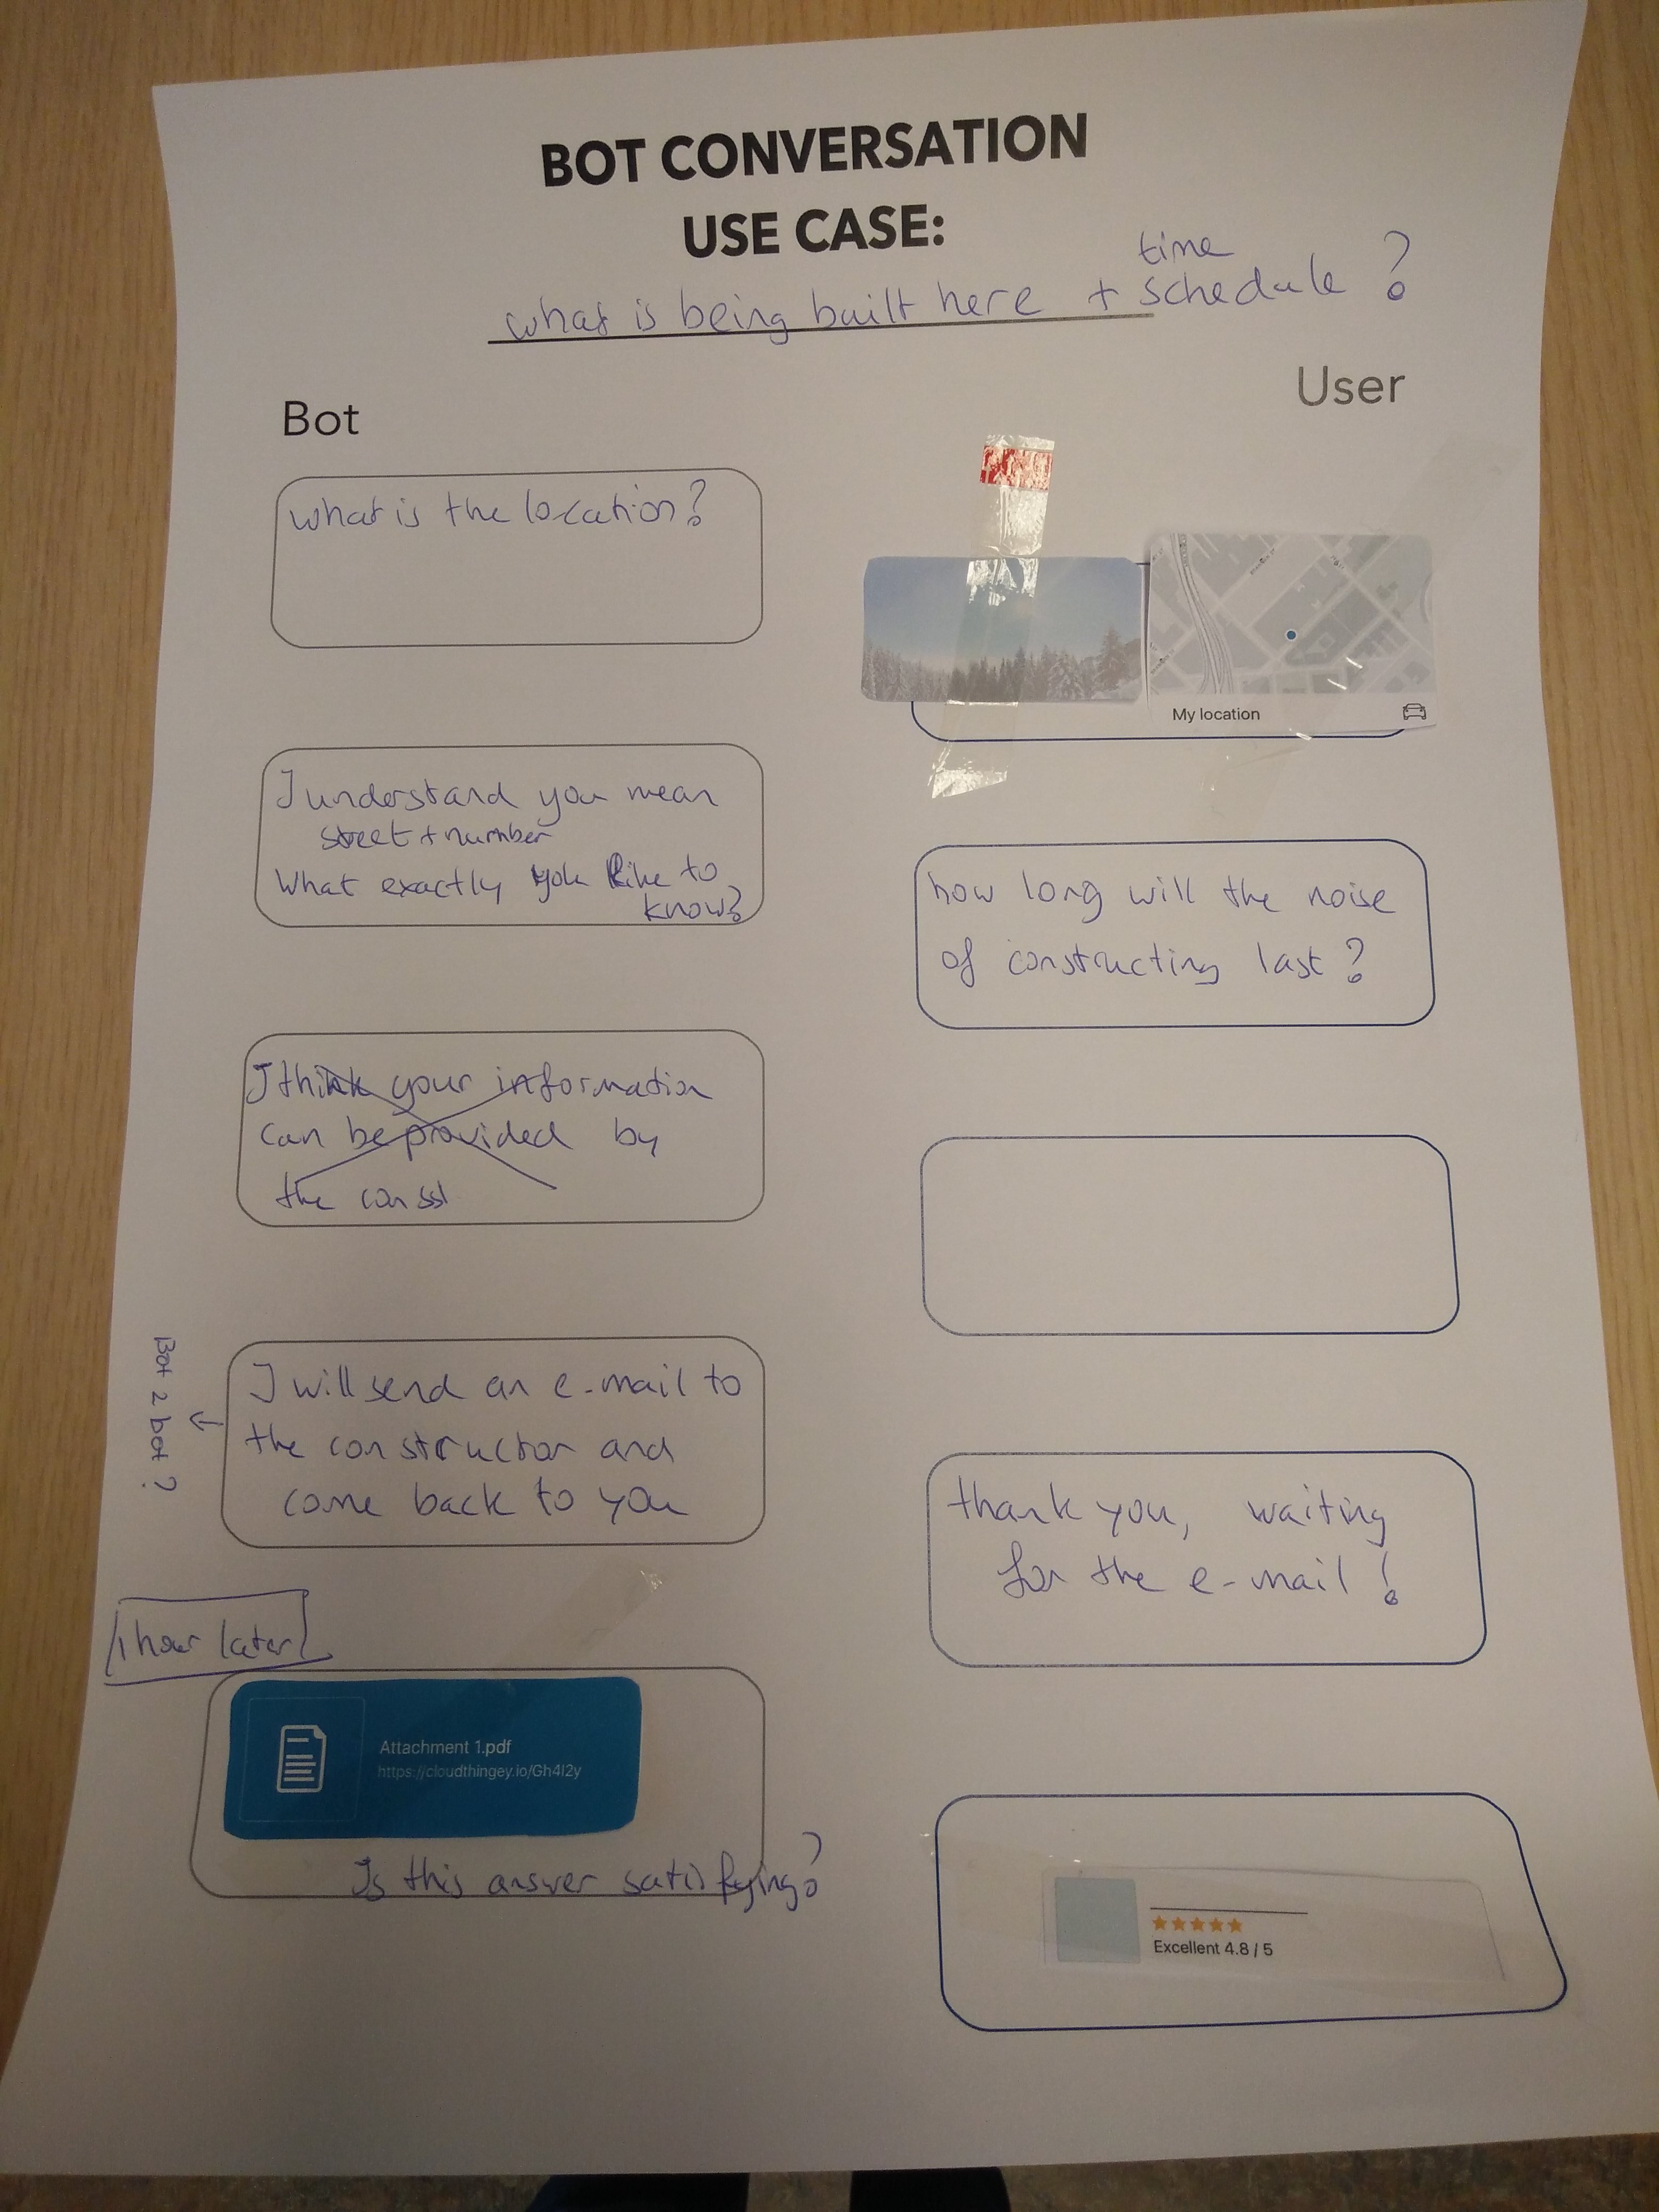 BOT CONVERSATION
USE CASE:
time
what is being built here + schedule?
Bot
User
what is the location?
My location
I understand you mean
street + number
What exactly you like to
know?
how long will the noise
of constructing last?
I think your information
can be provided by
the
Bot 2 bot?
I will send an e-mail to
the constructor and
come back to you
thank you, waiting
for the e-mail!
1 hour later
Attachment 1.pdf
https://cloudthingey.io/Gh4I2y
Is this answer satisfying?
Excellent 4.8 / 5